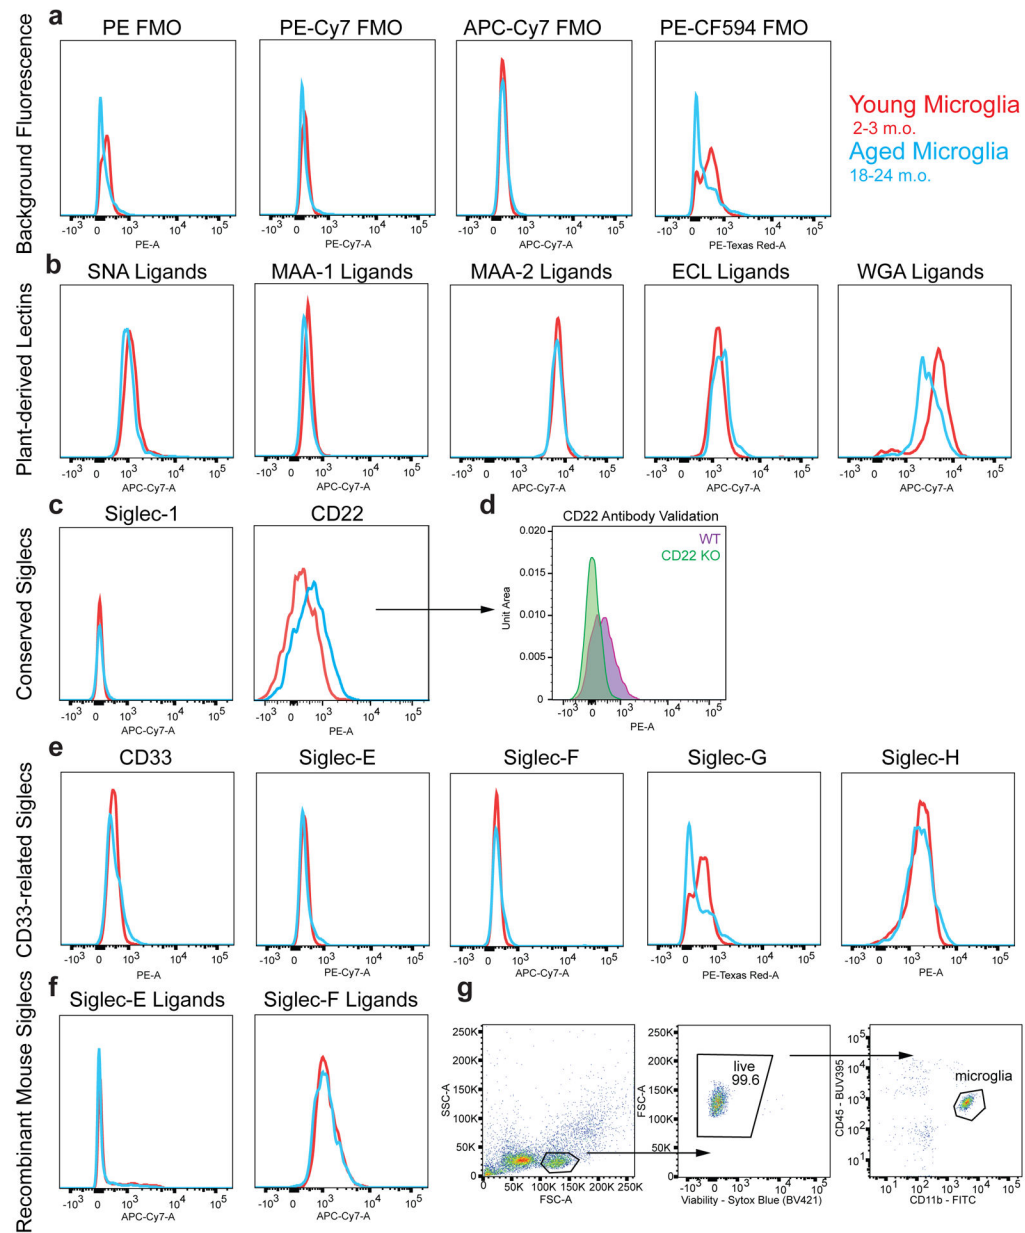 a
Background Fluorescence
PE FMO
PE-Cy7 FMO
APC-Cy7 FMO
PE-CF594 FMO
-10³ 0 10³ 10⁴ 10⁵
PE-A
-10³ 0 10³ 10⁴ 10⁵
PE-Cy7-A
-10³ 0 10³ 10⁴ 10⁵
APC-Cy7-A
-10³ 0 10³ 10⁴ 10⁵
PE-Texas Red-A
Young Microglia
2-3 m.o.
Aged Microglia
18-24 m.o.
b
Plant-derived Lectins
SNA Ligands
MAA-1 Ligands
MAA-2 Ligands
ECL Ligands
WGA Ligands
-10³ 0 10³ 10⁴ 10⁵
APC-Cy7-A
-10³ 0 10³ 10⁴ 10⁵
APC-Cy7-A
-10³ 0 10³ 10⁴ 10⁵
APC-Cy7-A
-10³ 0 10³ 10⁴ 10⁵
APC-Cy7-A
-10³ 0 10³ 10⁴ 10⁵
APC-Cy7-A
c
Conserved Siglecs
Siglec-1
CD22
-10³ 0 10³ 10⁴ 10⁵
APC-Cy7-A
-10³ 0 10³ 10⁴ 10⁵
PE-A
d
CD22 Antibody Validation
WT
CD22 KO
Unit Area
0.020
0.015
0.010
0.005
0
-10³ 0 10³ 10⁴ 10⁵
PE-A
e
CD33-related Siglecs
CD33
Siglec-E
Siglec-F
Siglec-G
Siglec-H
-10³ 0 10³ 10⁴ 10⁵
PE-A
-10³ 0 10³ 10⁴ 10⁵
PE-Cy7-A
-10³ 0 10³ 10⁴ 10⁵
APC-Cy7-A
-10³ 0 10³ 10⁴ 10⁵
PE-Texas Red-A
-10³ 0 10³ 10⁴ 10⁵
PE-A
f
Recombinant Mouse Siglecs
Siglec-E Ligands
Siglec-F Ligands
-10³ 0 10³ 10⁴ 10⁵
APC-Cy7-A
-10³ 0 10³ 10⁴ 10⁵
APC-Cy7-A
g
SSC-A
250K
200K
150K
100K
50K
0
0 50K 100K 150K 200K 250K
FSC-A
FSC-A
250K
200K
150K
100K
50K
0
live
99.6
-10³ 0 10³ 10⁴ 10⁵
Viability - Sytox Blue (BV421)
CD45 - BUV395
10⁵
10⁴
10³
10²
10¹
microglia
10¹ 10² 10³ 10⁴ 10⁵
CD11b - FITC